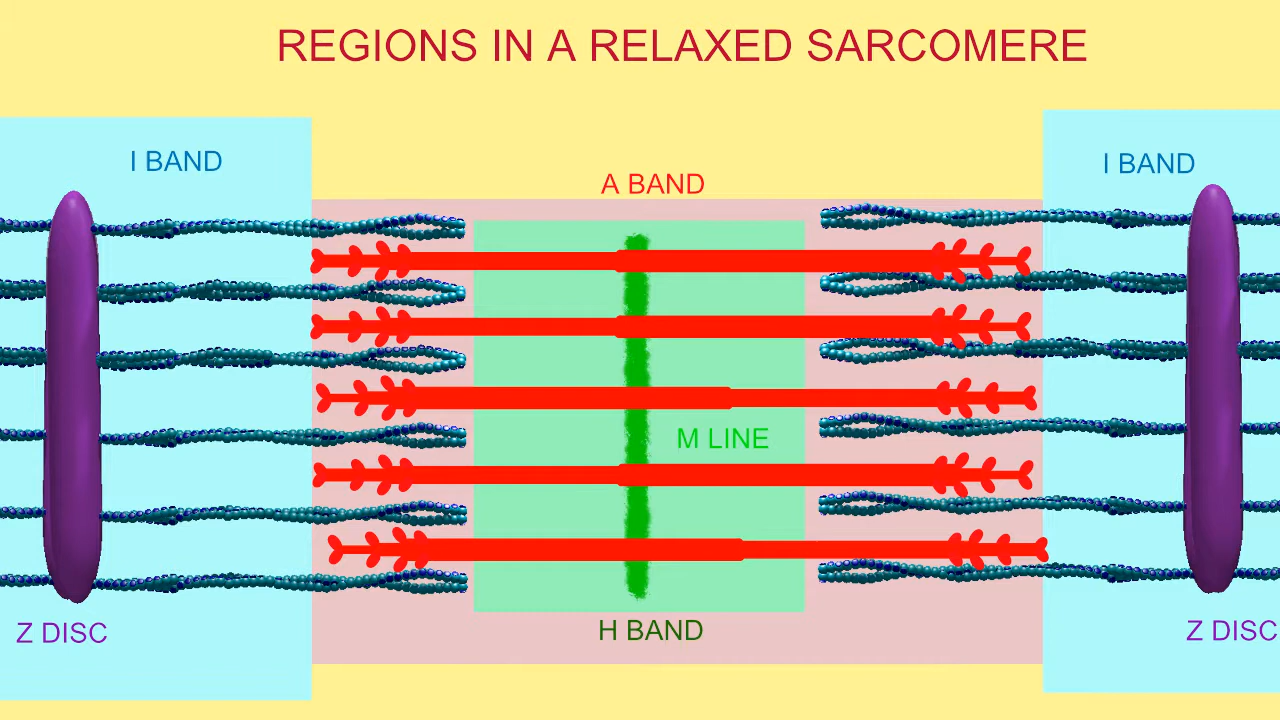 REGIONS IN A RELAXED SARCOMERE
I BAND
I BAND
A BAND
M LINE
H BAND
Z DISC
Z DISC